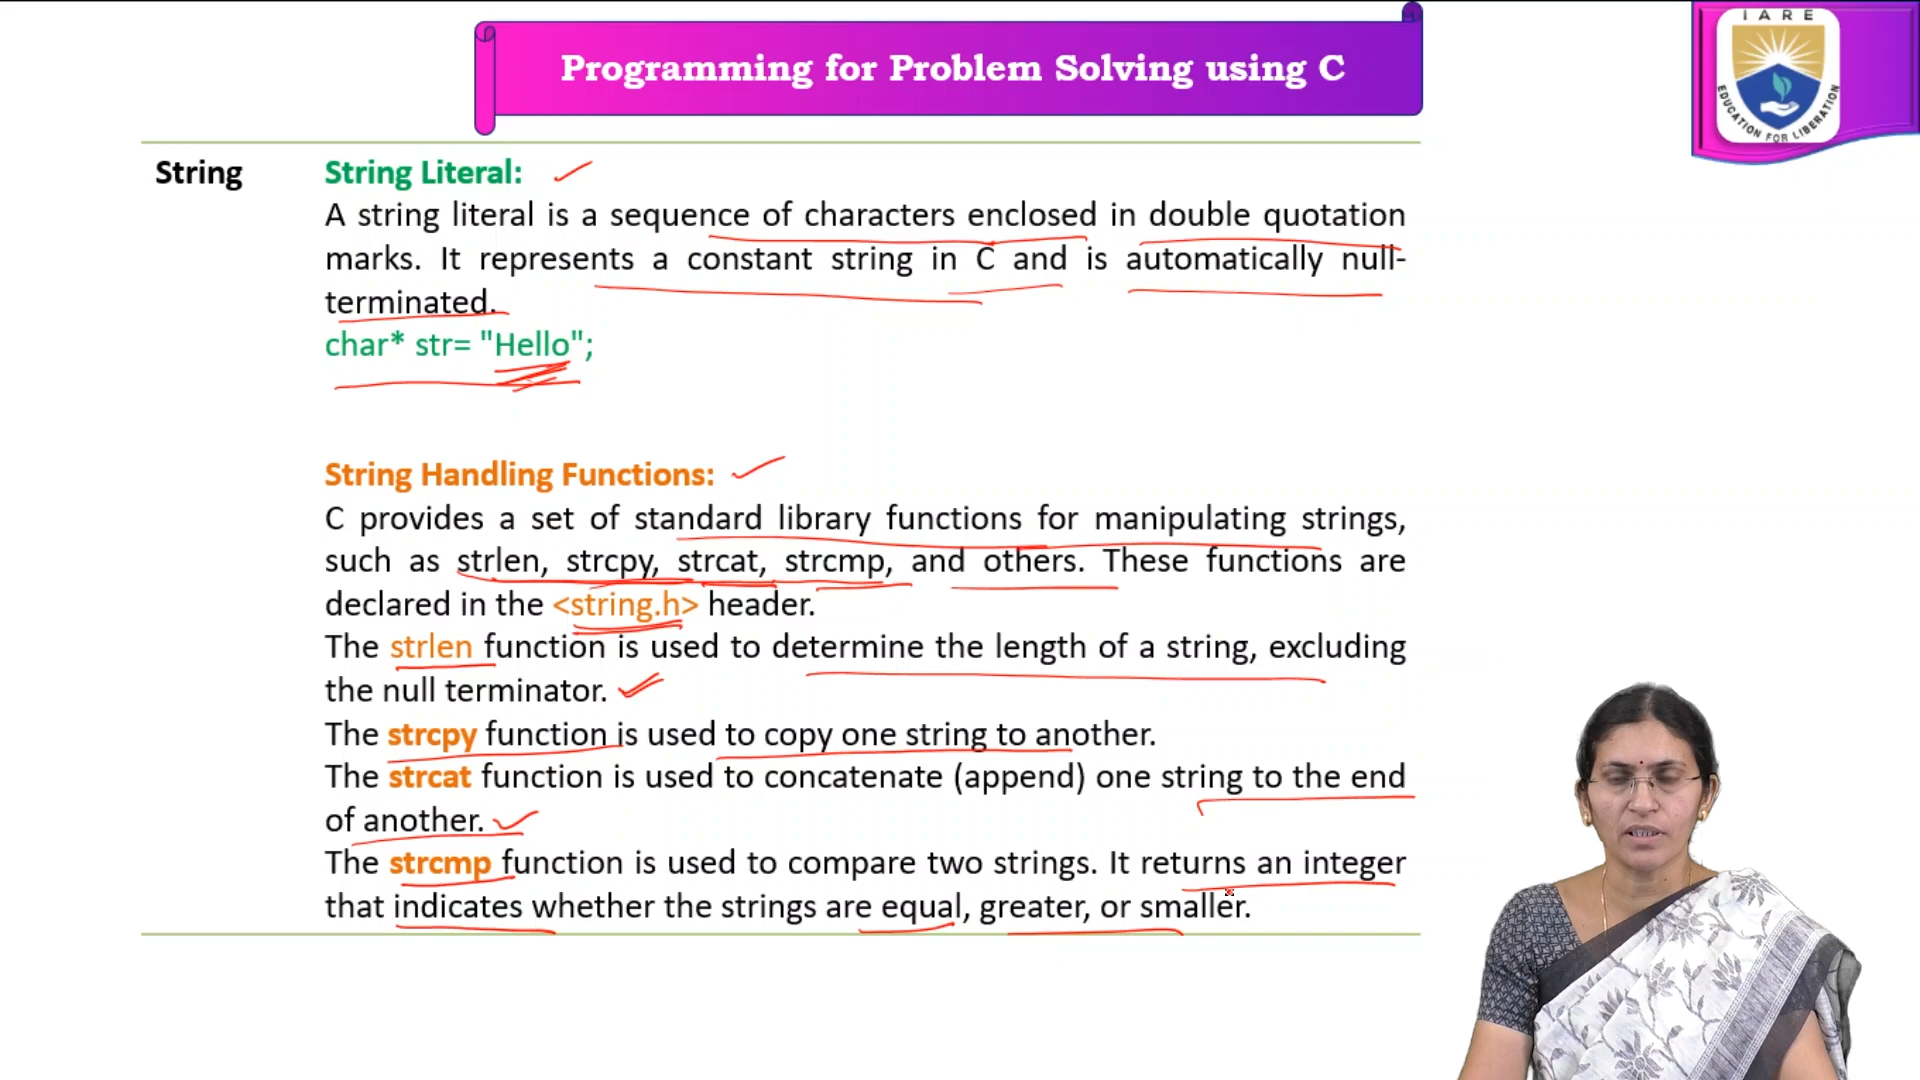 Programming for Problem Solving using C
IARE
EDUCATION FOR LIBERATION
String
String Literal:
A string literal is a sequence of characters enclosed in double quotation
marks. It represents a constant string in C and is automatically null-
terminated.
char* str= "Hello";
String Handling Functions:
C provides a set of standard library functions for manipulating strings,
such as strlen, strcpy, strcat, strcmp, and others. These functions are
declared in the <string.h> header.
The strlen function is used to determine the length of a string, excluding
the null terminator.
The strcpy function is used to copy one string to another.
The strcat function is used to concatenate (append) one string to the end
of another.
The strcmp function is used to compare two strings. It returns an integer
that indicates whether the strings are equal, greater, or smaller.